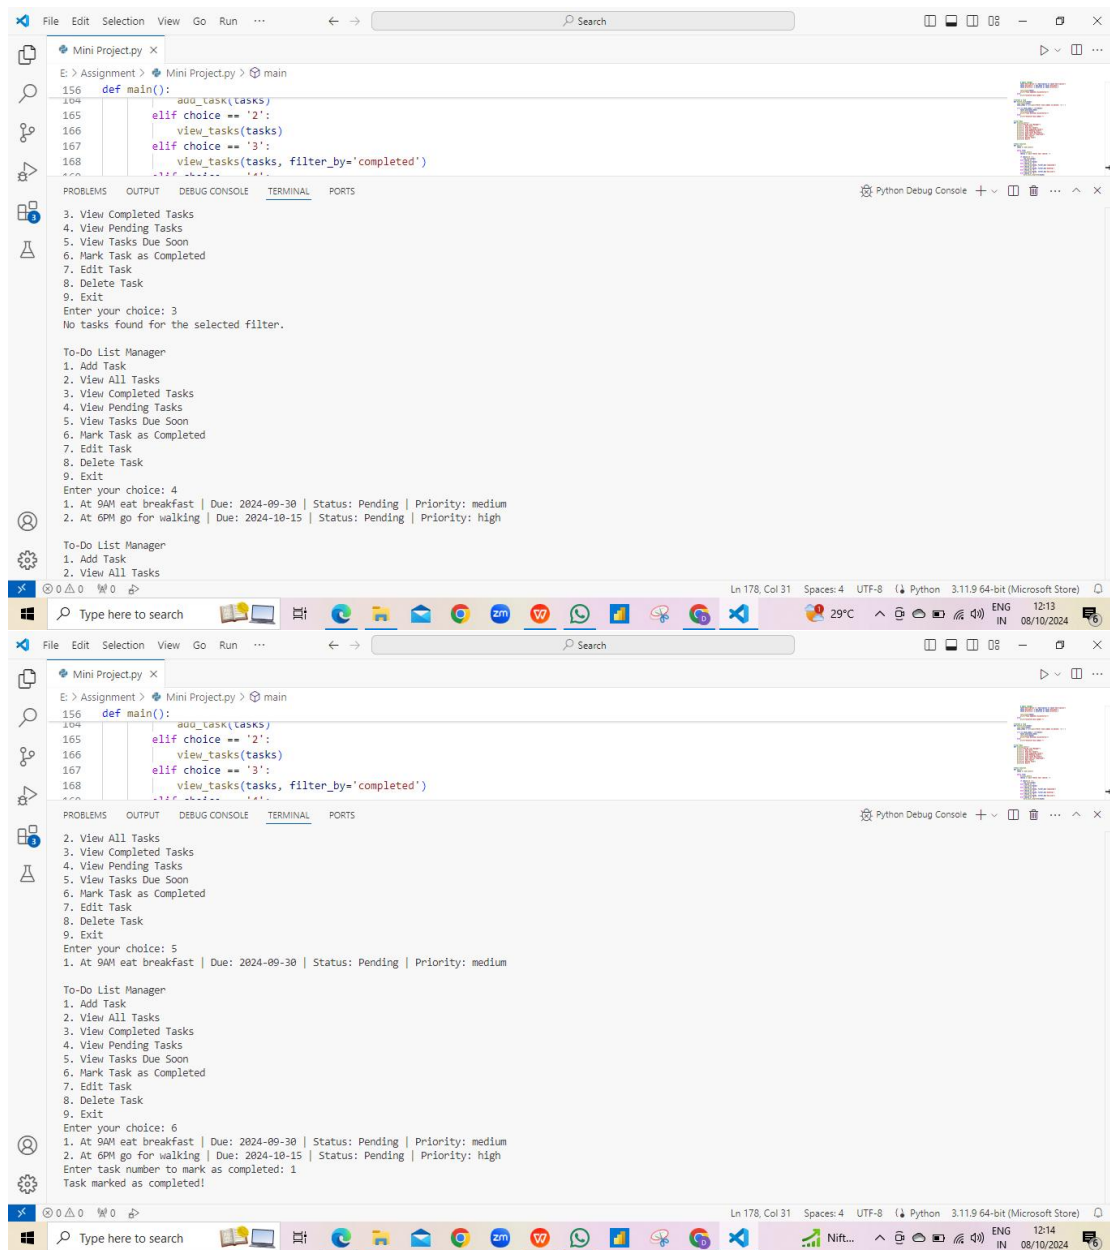 File Edit Selection View Go Run ··· Search
Mini Project.py
E: > Assignment > Mini Project.py > main
156 def main():
164 add_task(tasks)
165 elif choice == '2':
166 view_tasks(tasks)
167 elif choice == '3':
168 view_tasks(tasks, filter_by='completed')
PROBLEMS OUTPUT DEBUG CONSOLE TERMINAL PORTS Python Debug Console
3. View Completed Tasks
4. View Pending Tasks
5. View Tasks Due Soon
6. Mark Task as Completed
7. Edit Task
8. Delete Task
9. Exit
Enter your choice: 3
No tasks found for the selected filter.
To-Do List Manager
1. Add Task
2. View All Tasks
3. View Completed Tasks
4. View Pending Tasks
5. View Tasks Due Soon
6. Mark Task as Completed
7. Edit Task
8. Delete Task
9. Exit
Enter your choice: 4
1. At 9AM eat breakfast | Due: 2024-09-30 | Status: Pending | Priority: medium
2. At 6PM go for walking | Due: 2024-10-15 | Status: Pending | Priority: high
To-Do List Manager
1. Add Task
2. View All Tasks
0 0 0 Ln 178, Col 31 Spaces: 4 UTF-8 Python 3.11.9 64-bit (Microsoft Store)
Type here to search zm 29°C ENG 12:13
IN 08/10/2024 6
File Edit Selection View Go Run ··· Search
Mini Project.py
E: > Assignment > Mini Project.py > main
156 def main():
164 add_task(tasks)
165 elif choice == '2':
166 view_tasks(tasks)
167 elif choice == '3':
168 view_tasks(tasks, filter_by='completed')
PROBLEMS OUTPUT DEBUG CONSOLE TERMINAL PORTS Python Debug Console
2. View All Tasks
3. View Completed Tasks
4. View Pending Tasks
5. View Tasks Due Soon
6. Mark Task as Completed
7. Edit Task
8. Delete Task
9. Exit
Enter your choice: 5
1. At 9AM eat breakfast | Due: 2024-09-30 | Status: Pending | Priority: medium
To-Do List Manager
1. Add Task
2. View All Tasks
3. View Completed Tasks
4. View Pending Tasks
5. View Tasks Due Soon
6. Mark Task as Completed
7. Edit Task
8. Delete Task
9. Exit
Enter your choice: 6
1. At 9AM eat breakfast | Due: 2024-09-30 | Status: Pending | Priority: medium
2. At 6PM go for walking | Due: 2024-10-15 | Status: Pending | Priority: high
Enter task number to mark as completed: 1
Task marked as completed!
0 0 0 Ln 178, Col 31 Spaces: 4 UTF-8 Python 3.11.9 64-bit (Microsoft Store)
Type here to search zm Nift... ENG 12:14
IN 08/10/2024 6